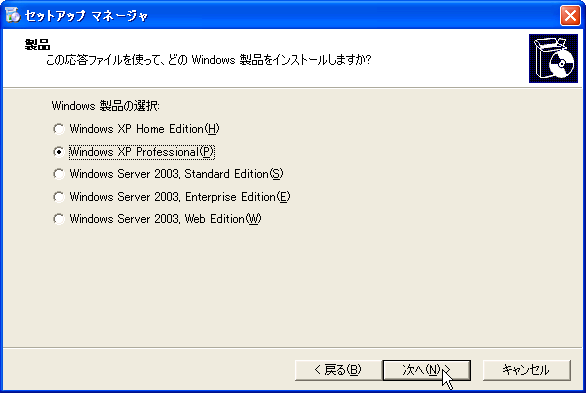 セットアップ マネージャ
製品
この応答ファイルを使って、どの Windows 製品をインストールしますか?
Windows 製品の選択:
Windows XP Home Edition(H)
Windows XP Professional(P)
Windows Server 2003, Standard Edition(S)
Windows Server 2003, Enterprise Edition(E)
Windows Server 2003, Web Edition(W)
< 戻る(B)
次へ(N) >
キャンセル